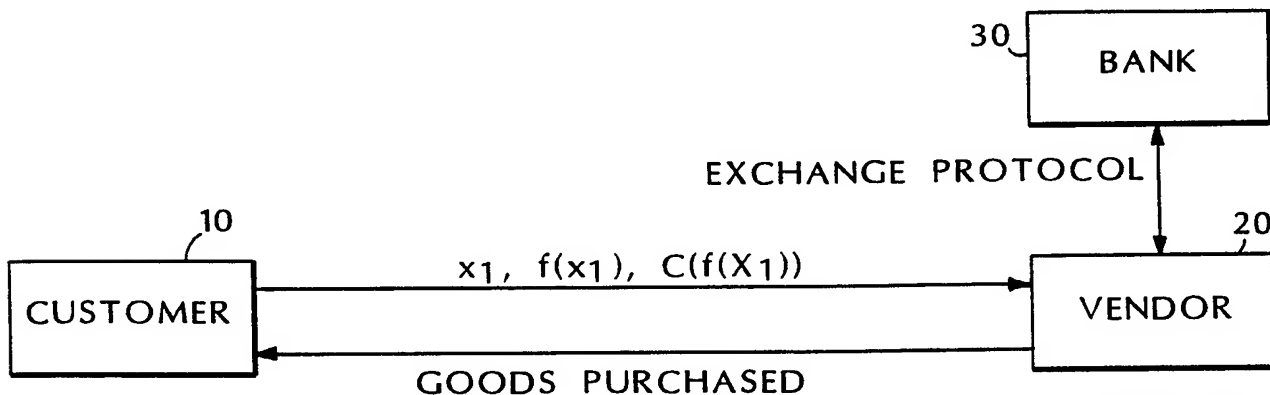 30
BANK
EXCHANGE PROTOCOL
10
20
x1, f(x1), C(f(X1))
CUSTOMER
VENDOR
GOODS PURCHASED